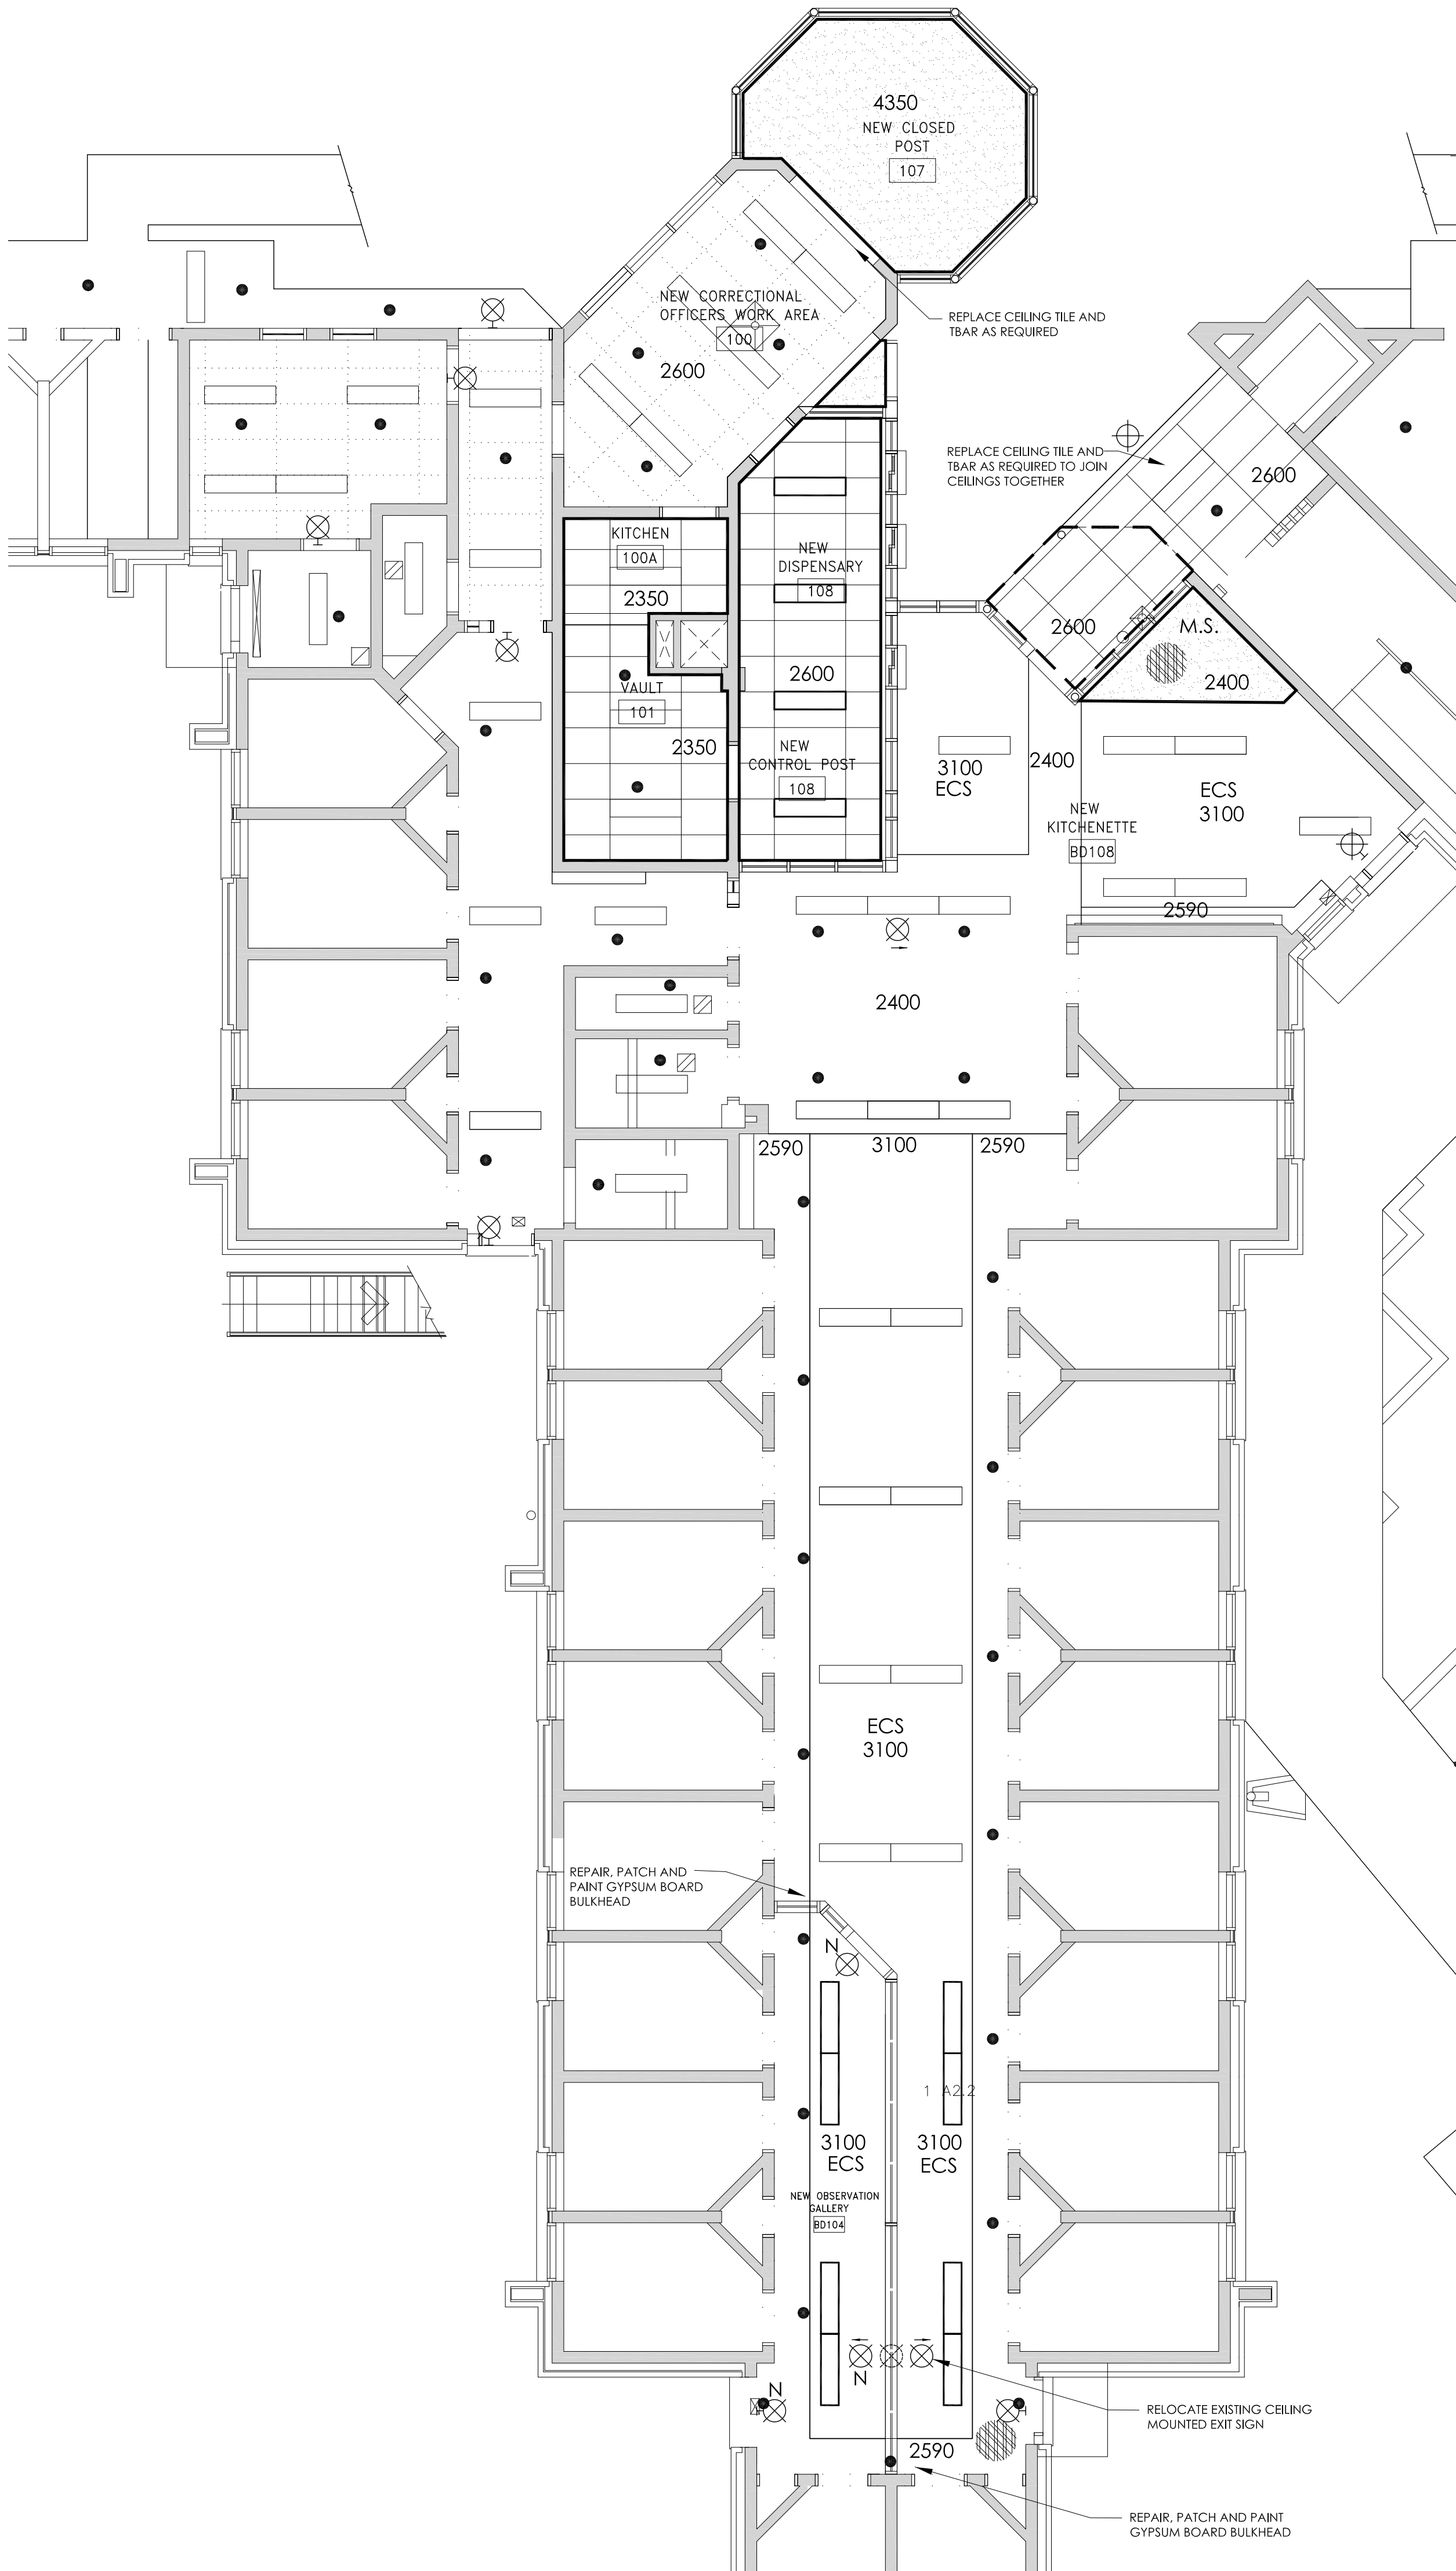 4350
NEW CLOSED
POST
107
NEW CORRECTIONAL
OFFICERS WORK AREA
100
2600
REPLACE CEILING TILE AND
TBAR AS REQUIRED
REPLACE CEILING TILE AND
TBAR AS REQUIRED TO JOIN
CEILINGS TOGETHER
2600
KITCHEN
100A
2350
NEW
DISPENSARY
108
2600
M.S.
2400
2600
VAULT
101
2350
NEW
CONTROL POST
108
3100
ECS
2400
ECS
3100
NEW
KITCHENETTE
BD108
2590
2400
2590
3100
2590
ECS
3100
REPAIR, PATCH AND
PAINT GYPSUM BOARD
BULKHEAD
N
1 A2.2
3100
ECS
3100
ECS
NEW OBSERVATION
GALLERY
BD104
N
N
RELOCATE EXISTING CEILING
MOUNTED EXIT SIGN
2590
REPAIR, PATCH AND PAINT
GYPSUM BOARD BULKHEAD